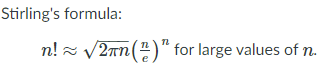 Stirling's formula:
n! ≈ √2πn(n/e)ⁿ for large values of n.